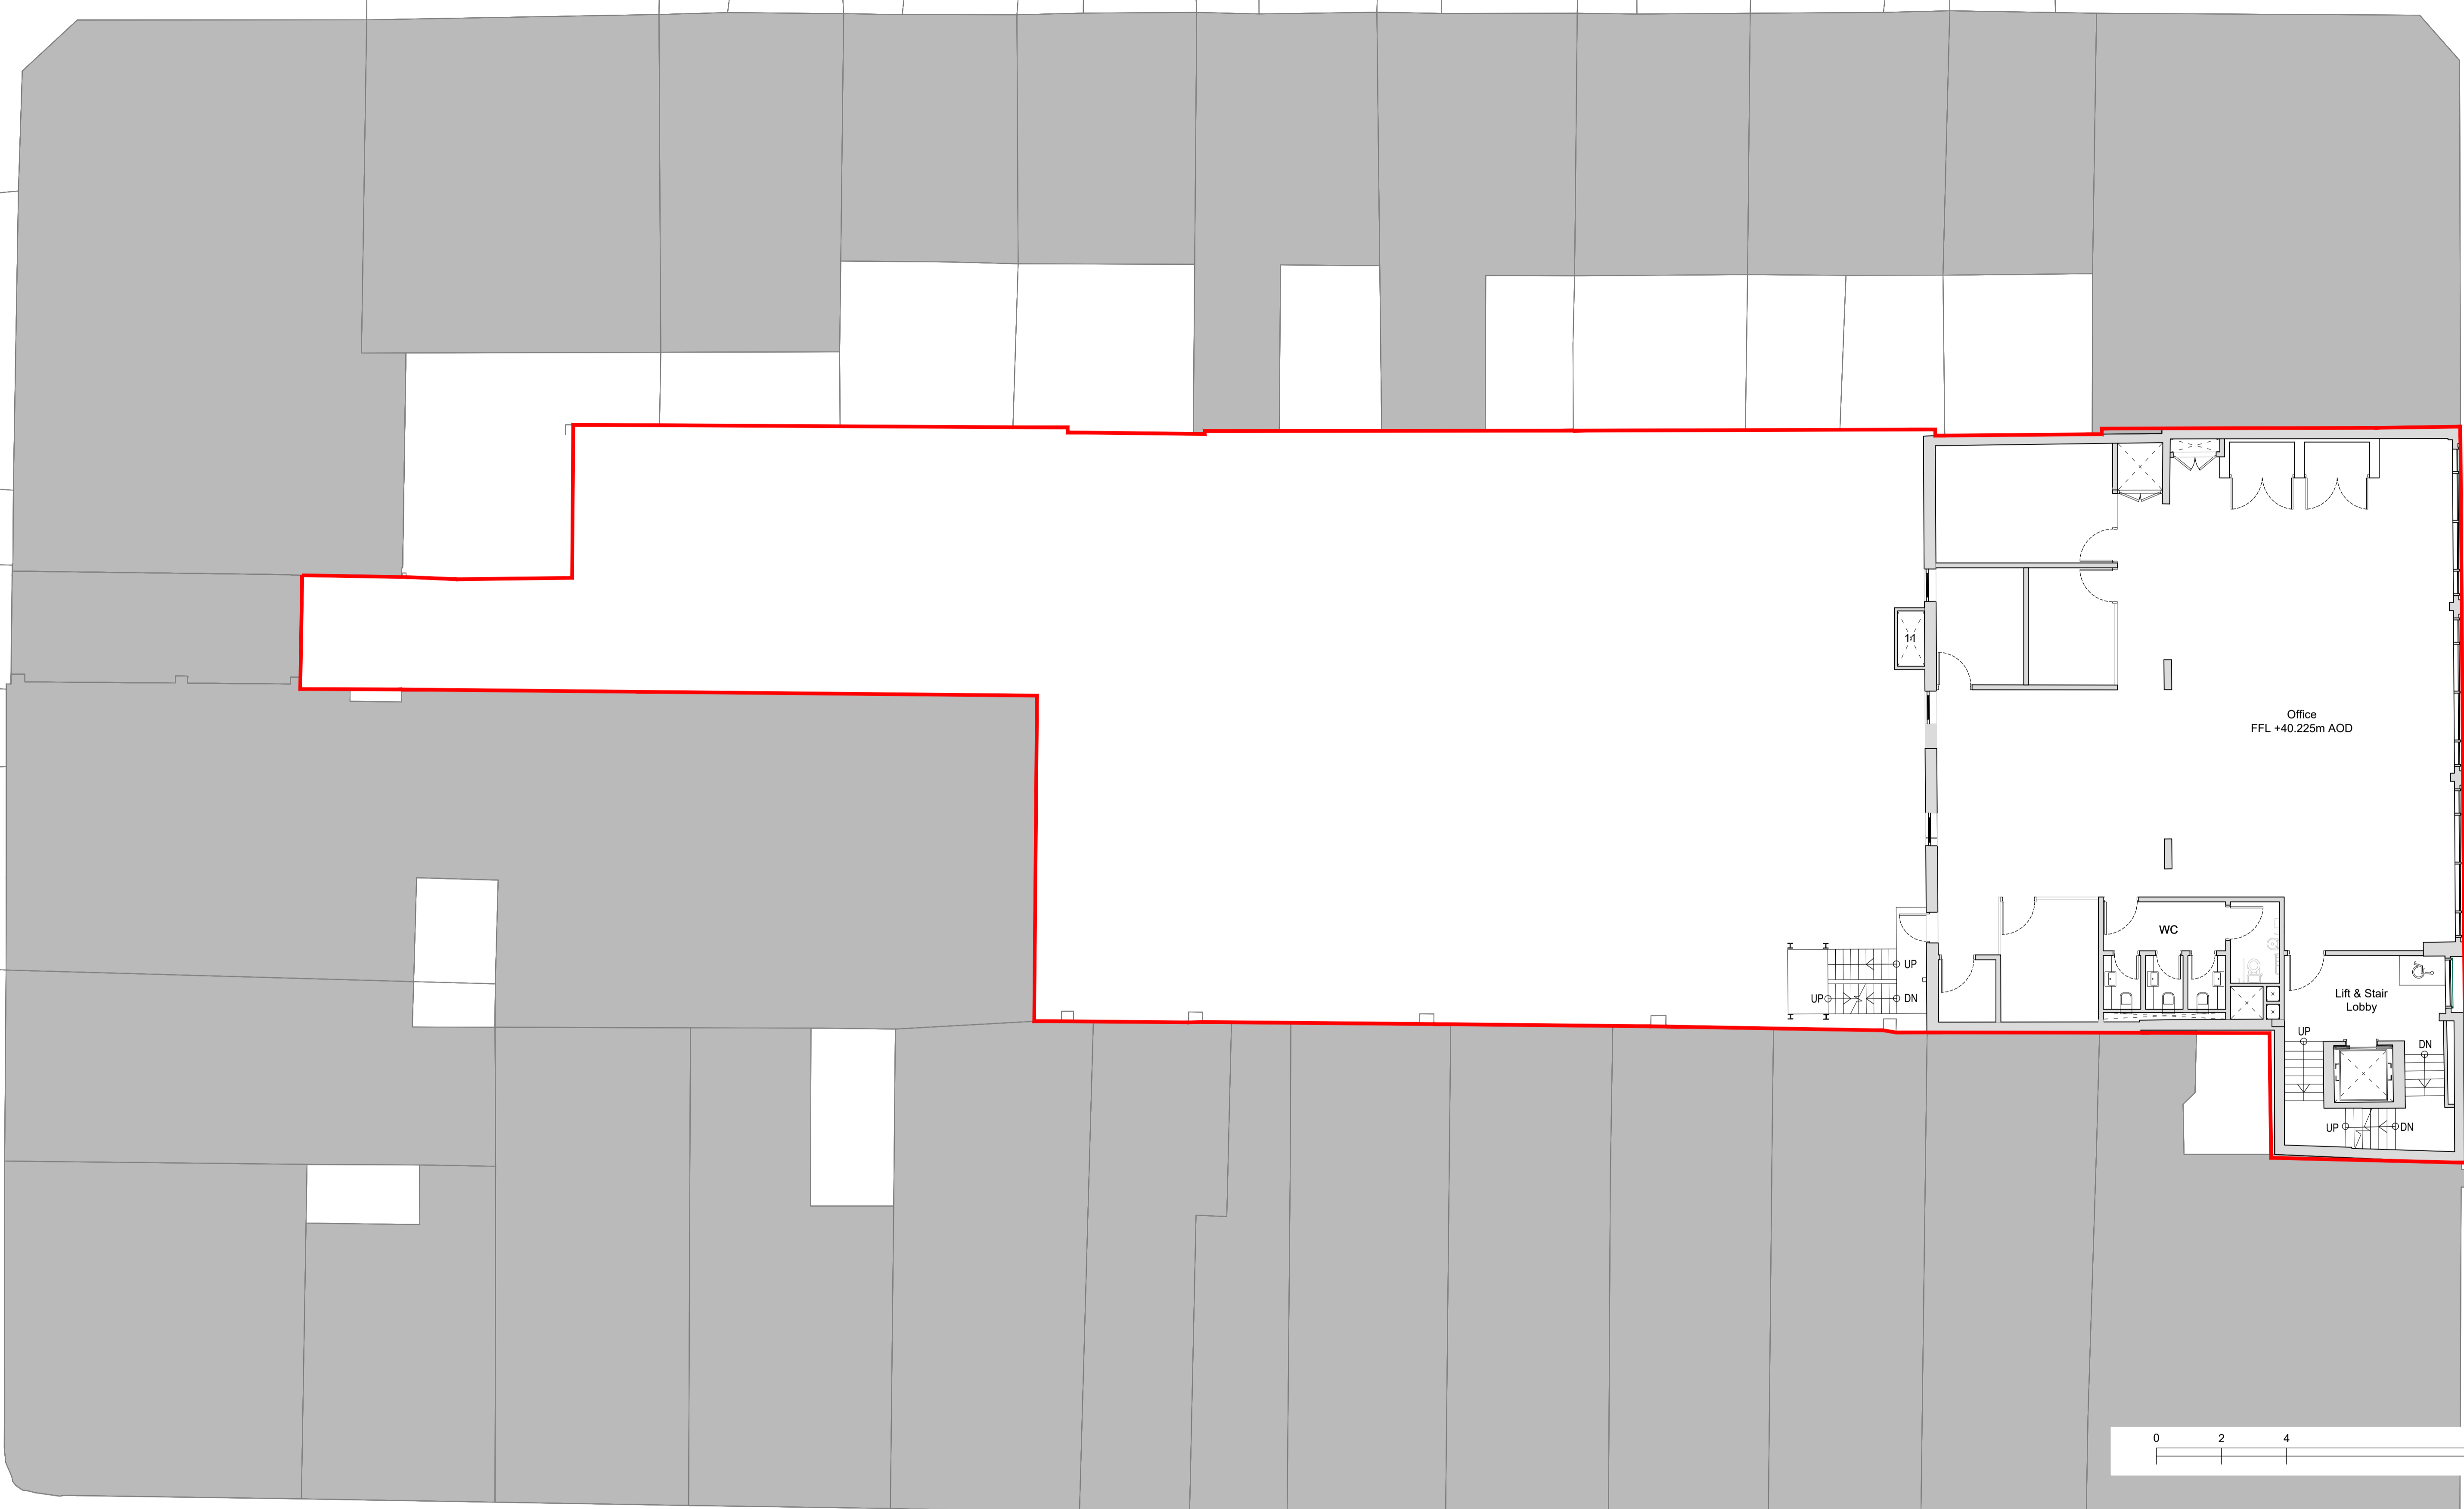 11
Office
FFL +40.225m AOD
WC
UP
UP
DN
Lift & Stair
Lobby
UP
DN
UP
DN
0 2 4